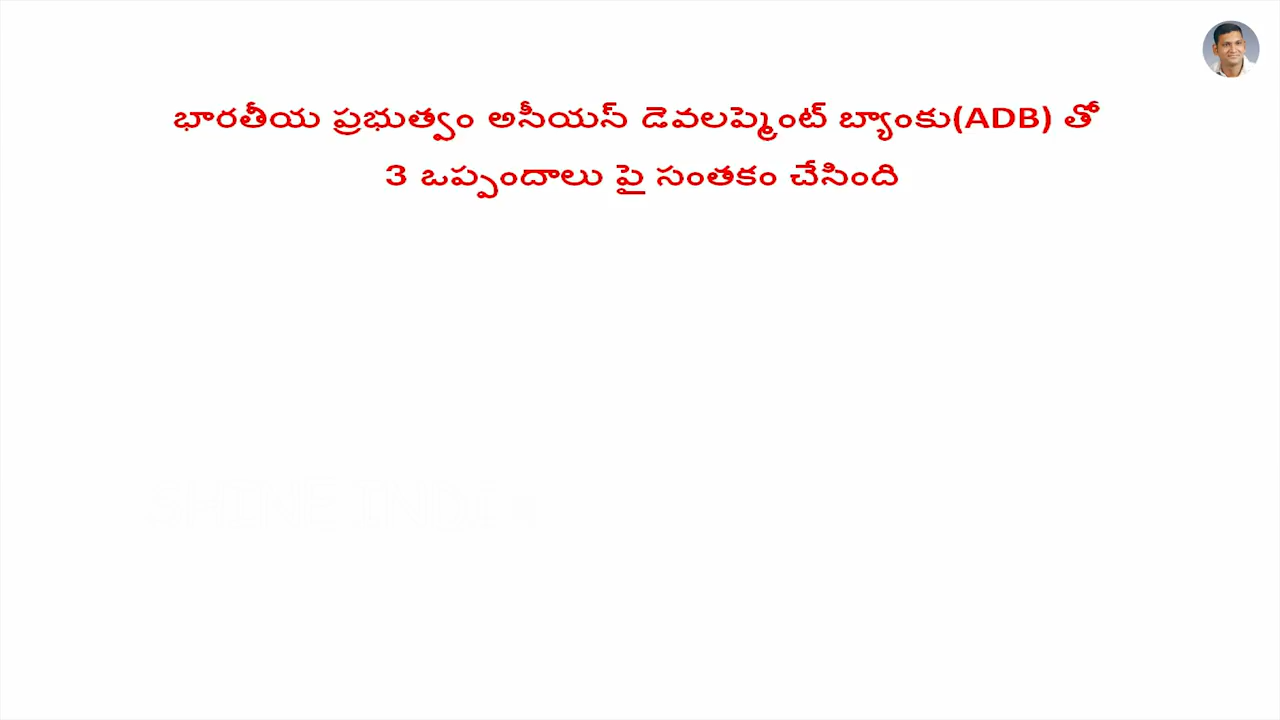 భారతీయ ప్రభుత్వం అసీయస్ డెవలప్మెంట్ బ్యాంకు(ADB) తో
3 ఒప్పందాలు పై సంతకం చేసింది